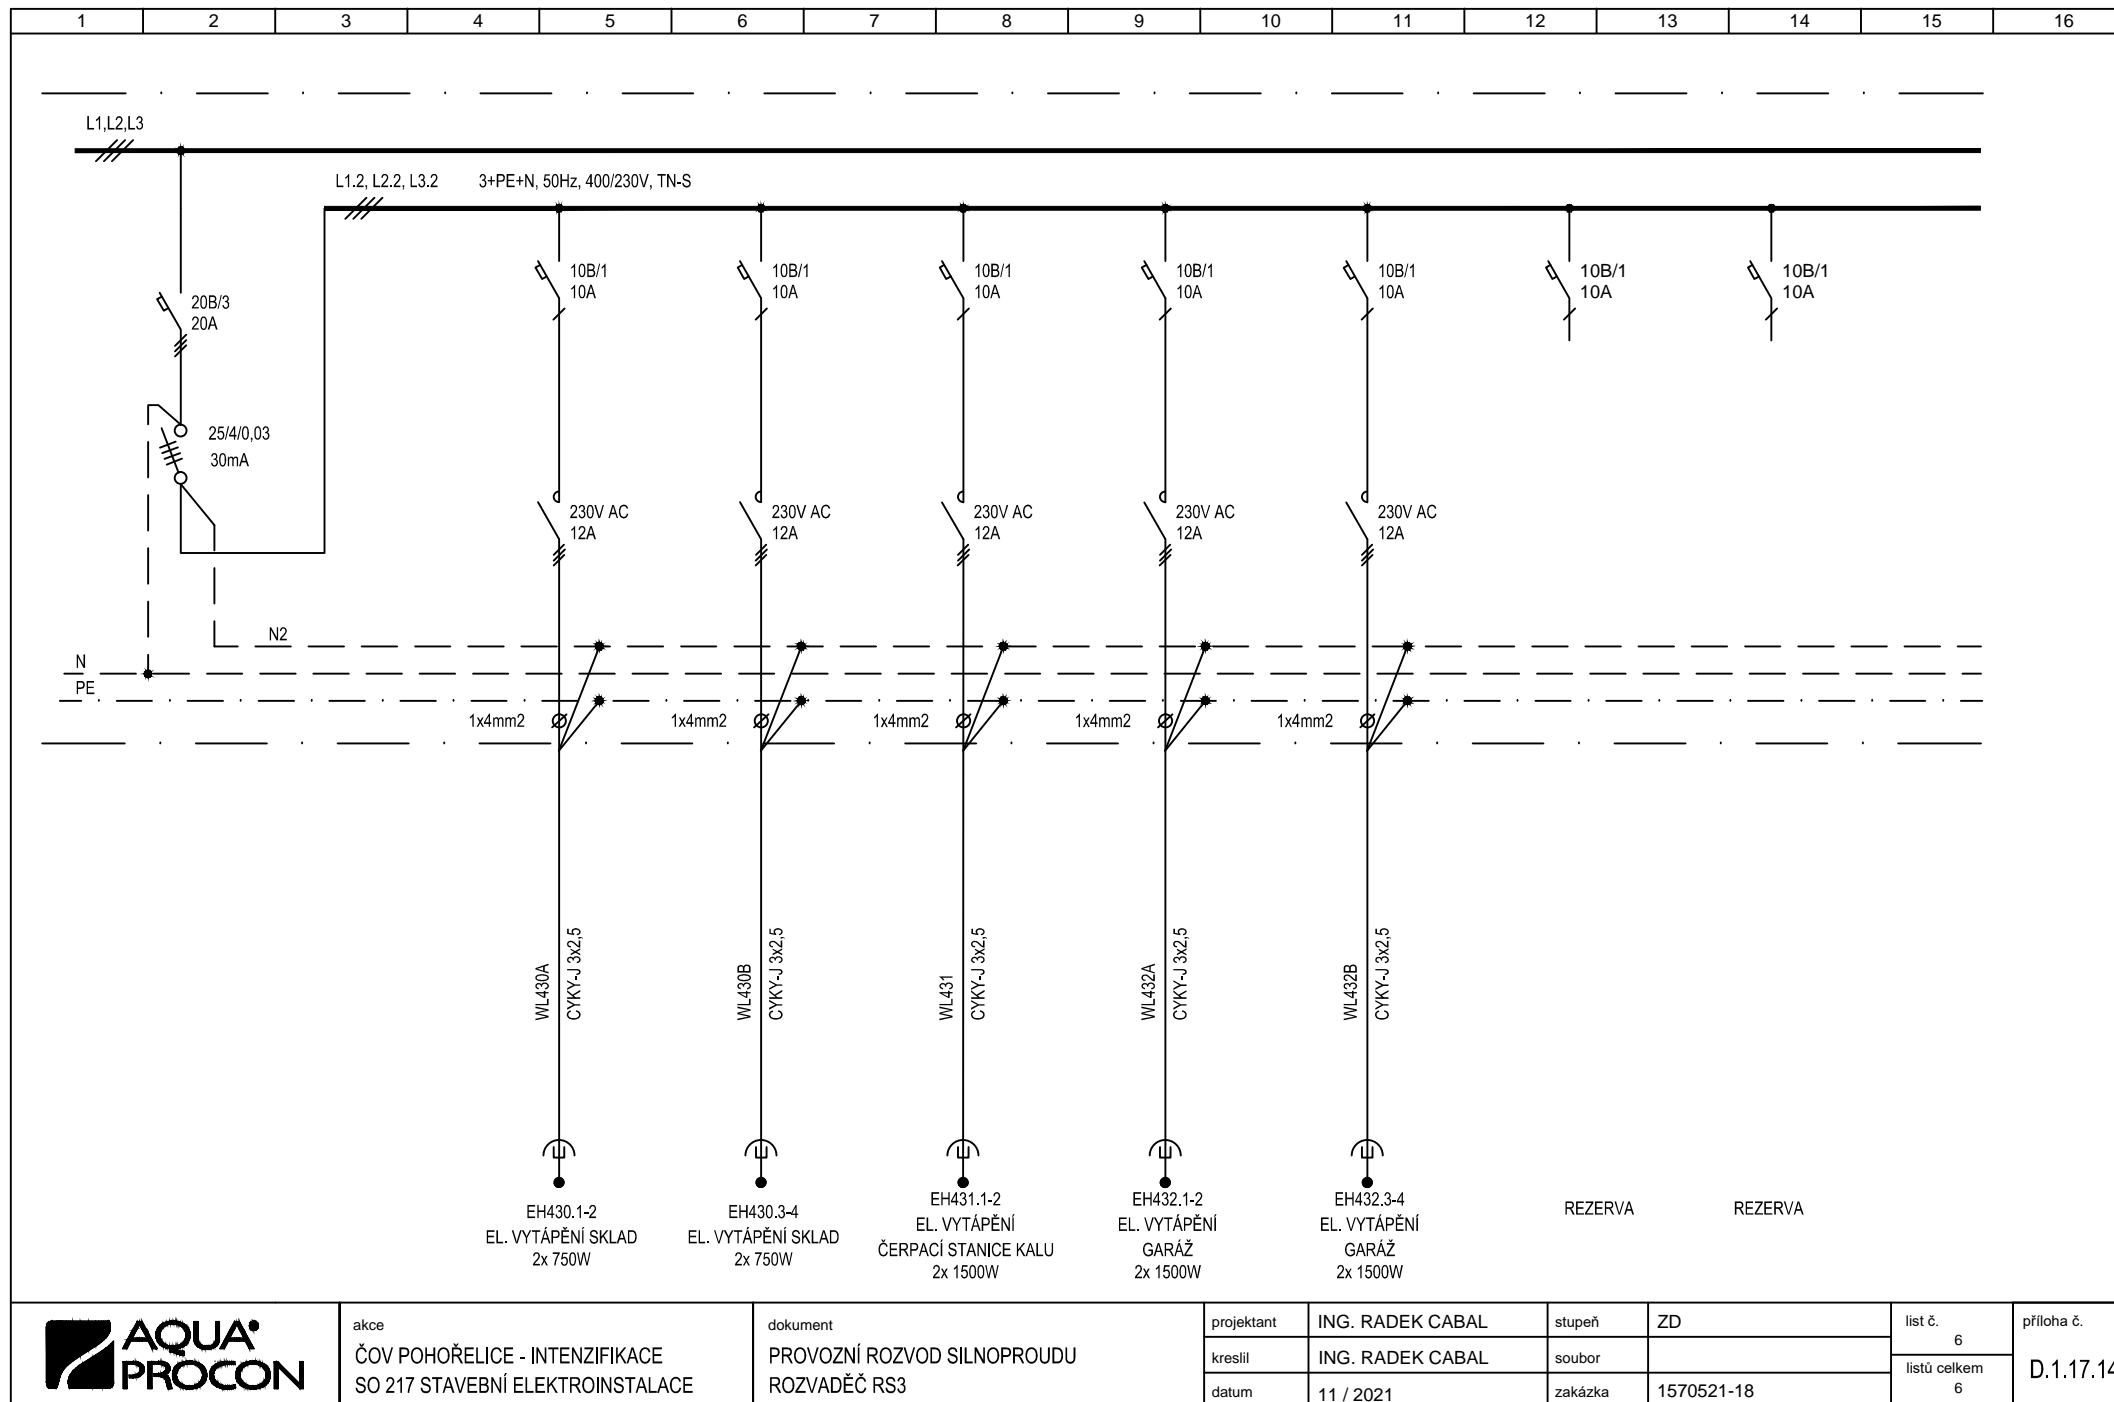 1 2 3 4 5 6 7 8 9 10 11 12 13 14 15 16
L1,L2,L3
L1.2, L2.2, L3.2 3+PE+N, 50Hz, 400/230V, TN-S
10B/1 10B/1 10B/1 10B/1 10B/1 10B/1 10B/1
10A 10A 10A 10A 10A 10A 10A
20B/3
20A
25/4/0,03
30mA
230V AC 230V AC 230V AC 230V AC 230V AC
12A 12A 12A 12A 12A
N2
N
PE
1x4mm2 1x4mm2 1x4mm2 1x4mm2 1x4mm2
WL430A
CYKY-J 3x2,5
WL430B
CYKY-J 3x2,5
WL431
CYKY-J 3x2,5
WL432A
CYKY-J 3x2,5
WL432B
CYKY-J 3x2,5
EH430.1-2
EL. VYTÁPĚNÍ SKLAD
2x 750W
EH430.3-4
EL. VYTÁPĚNÍ SKLAD
2x 750W
EH431.1-2
EL. VYTÁPĚNÍ
ČERPACÍ STANICE KALU
2x 1500W
EH432.1-2
EL. VYTÁPĚNÍ
GARÁŽ
2x 1500W
EH432.3-4
EL. VYTÁPĚNÍ
GARÁŽ
2x 1500W
REZERVA
REZERVA
AQUA
PROCON
akce
ČOV POHOŘELICE - INTENZIFIKACE
SO 217 STAVEBNÍ ELEKTROINSTALACE
dokument
PROVOZNÍ ROZVOD SILNOPROUDU
ROZVADĚČ RS3
projektant ING. RADEK CABAL
kreslil ING. RADEK CABAL
datum 11 / 2021
stupeň ZD
soubor
zakázka 1570521-18
list č.
6
listů celkem
6
příloha č.
D.1.17.14